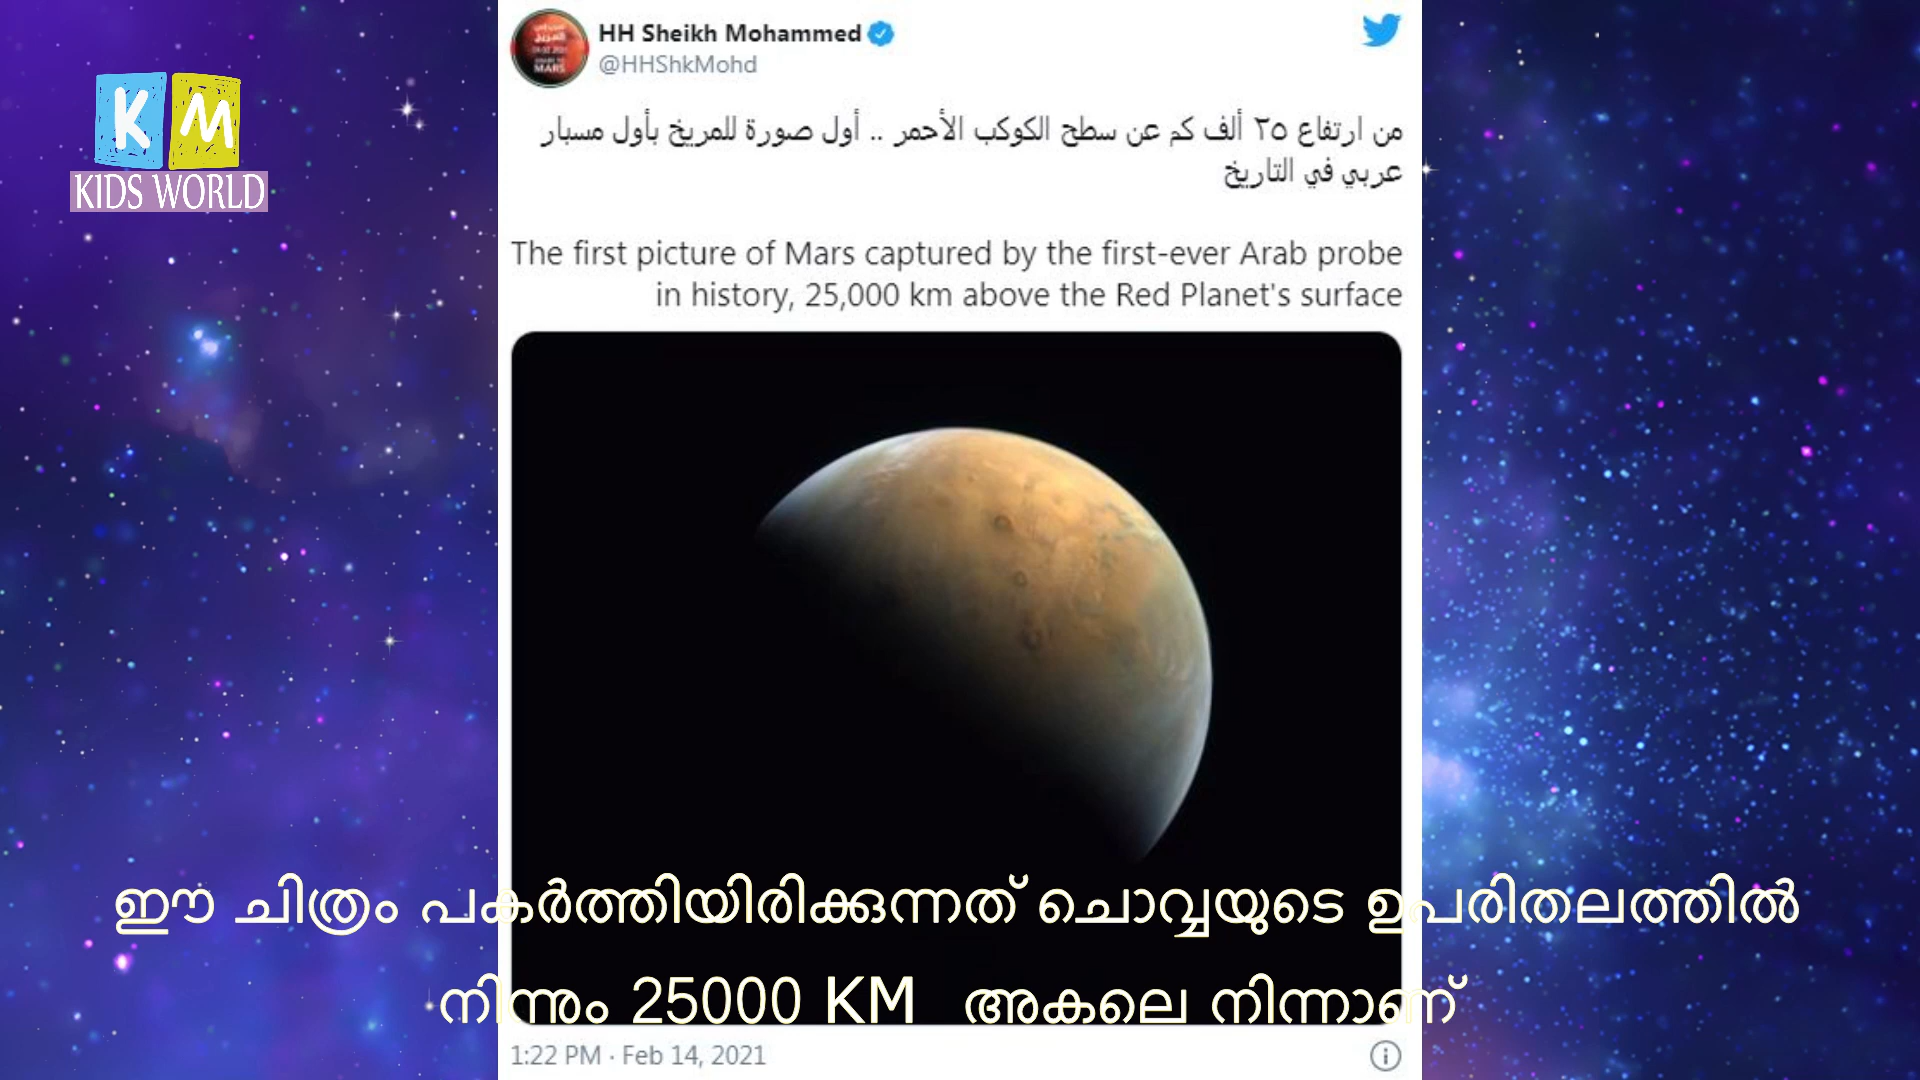 HH Sheikh Mohammed
@HHShkMohd
K M
KIDS WORLD
من ارتفاع ٢٥ ألف كم عن سطح الكوكب الأحمر .. أول صورة للمريخ بأول مسبار
عربي في التاريخ
The first picture of Mars captured by the first-ever Arab probe
in history, 25,000 km above the Red Planet's surface
ഈ ചിത്രം പകർത്തിയിരിക്കുന്നത് ചൊവ്വയുടെ ഉപരിതലത്തിൽ
നിന്നും 25000 KM അകലെ നിന്നാണ്
1:22 PM · Feb 14, 2021